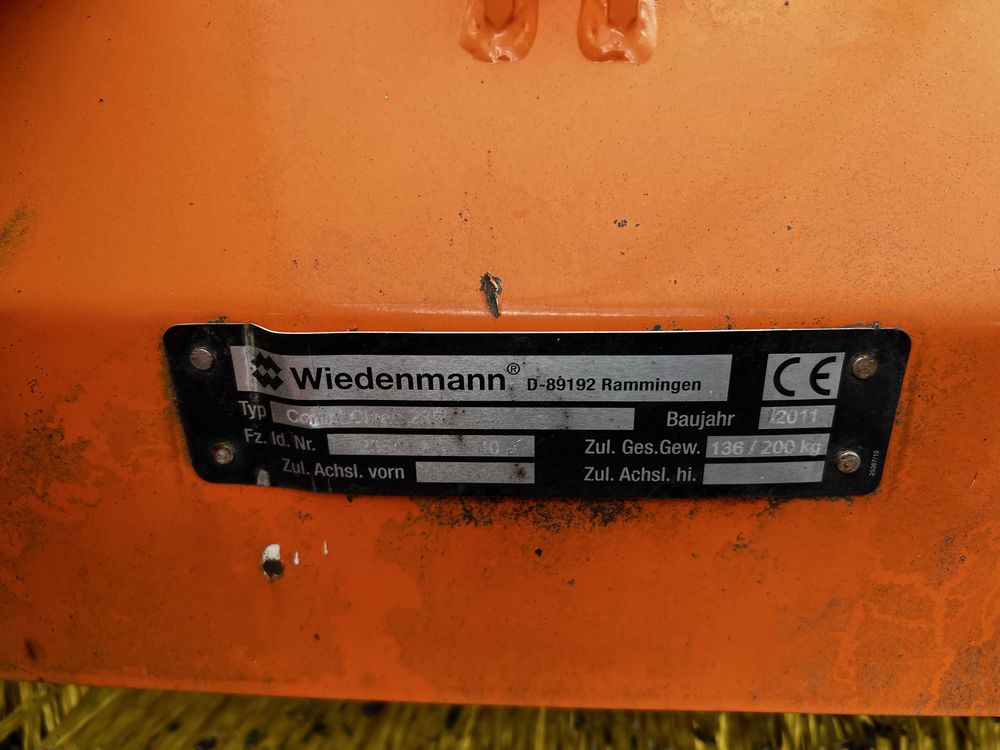 Wiedenmann® D-89192 Rammingen CE
Typ Baujahr 2011
Fz. Id. Nr. Zul. Ges.Gew. 136 / 200 kg
Zul. Achsl. vorn Zul. Achsl. hi.